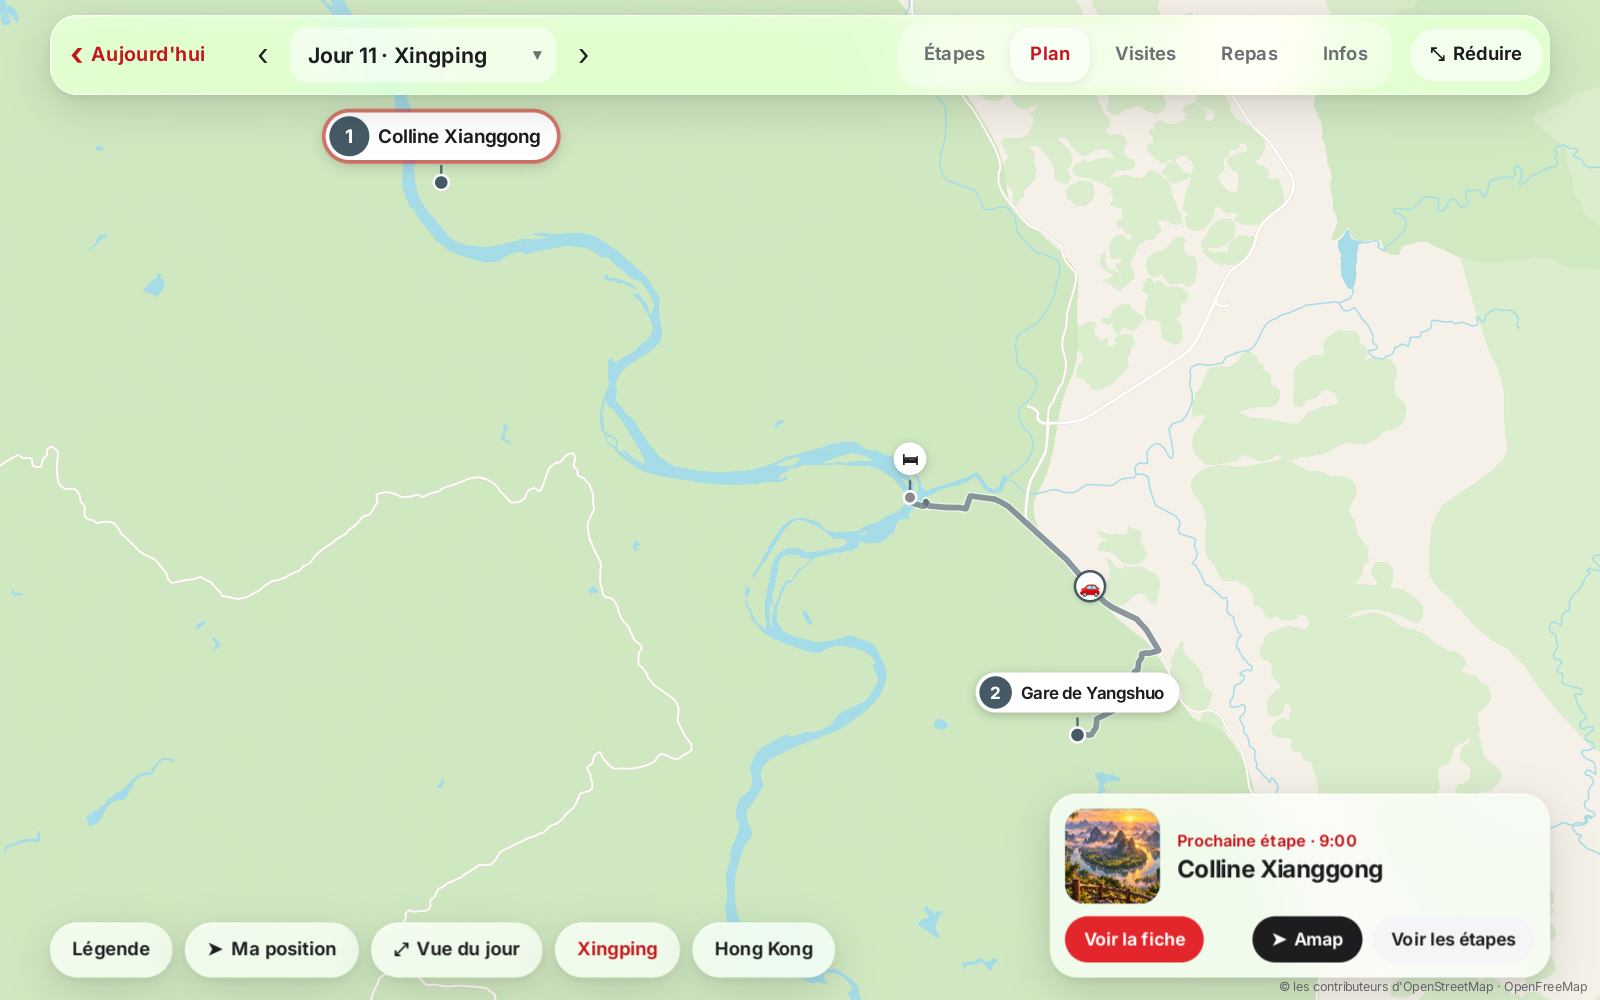 Aujourd'hui
Jour 11 · Xingping
Étapes
Plan
Visites
Repas
Infos
Réduire
1 Colline Xianggong
2 Gare de Yangshuo
Prochaine étape · 9:00
Colline Xianggong
Voir la fiche
Amap
Voir les étapes
Légende
Ma position
Vue du jour
Xingping
Hong Kong
© les contributeurs d'OpenStreetMap · OpenFreeMap